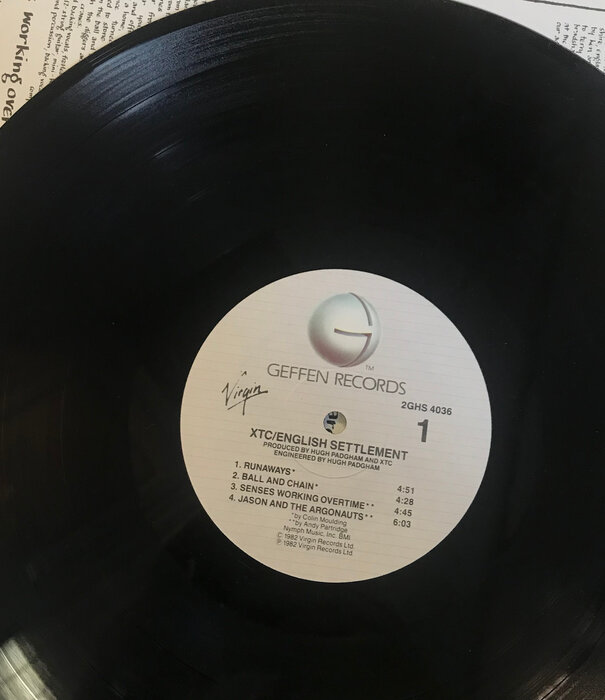 working over
GEFFEN RECORDS
TM
Virgin
2GHS 4036
1
XTC/ENGLISH SETTLEMENT
PRODUCED BY HUGH PADGHAM AND XTC
ENGINEERED BY HUGH PADGHAM
1. RUNAWAYS* 4:51
2. BALL AND CHAIN* 4:28
3. SENSES WORKING OVERTIME** 4:45
4. JASON AND THE ARGONAUTS** 6:03
*by Colin Moulding
**by Andy Partridge
Nymph Music, Inc. BMI
© 1982 Virgin Records Ltd.
℗ 1982 Virgin Records Ltd.